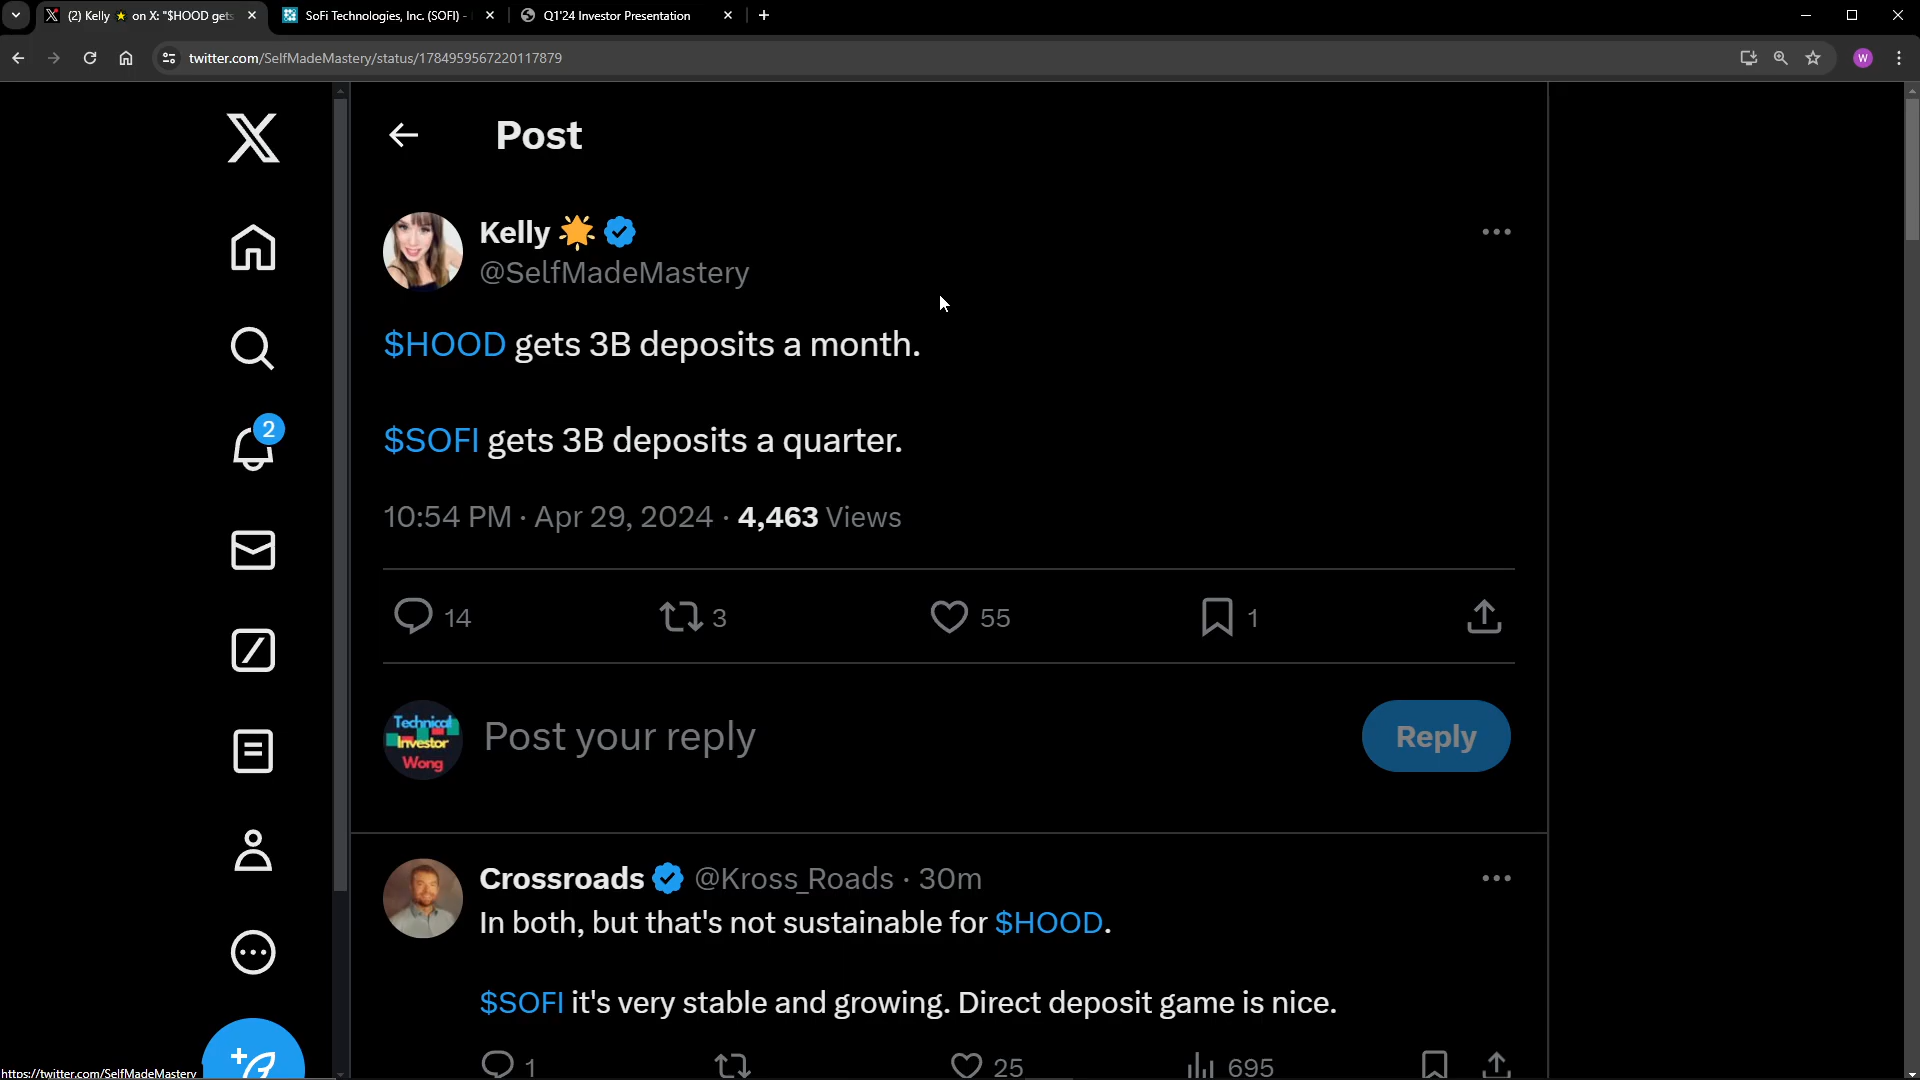 (2) Kelly ⭐ on X: "$HOOD gets
SoFi Technologies, Inc. (SOFI) -
Q1'24 Investor Presentation
twitter.com/SelfMadeMastery/status/1784959567220117879
W
Post
Kelly 🌟
@SelfMadeMastery
$HOOD gets 3B deposits a month.
$SOFI gets 3B deposits a quarter.
10:54 PM · Apr 29, 2024 · 4,463 Views
14 3 55 1
2
Technical
Investor
Wong
Post your reply
Reply
Crossroads @Kross_Roads · 30m
In both, but that's not sustainable for $HOOD.
$SOFI it's very stable and growing. Direct deposit game is nice.
1 25 695
https://twitter.com/SelfMadeMastery